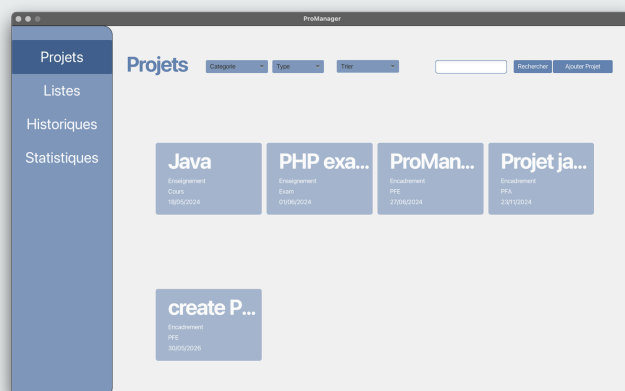 ProManager
Projets
Listes
Historiques
Statistiques
Projets
Categorie
Type
Trier
Rechercher
Ajouter Projet
Java
Enseignement
Cours
18/05/2024
PHP exa...
Enseignement
Exam
01/06/2024
ProMan...
Encadrement
PFE
27/06/2024
Projet ja...
Encadrement
PFA
23/11/2024
create P...
Encadrement
PFE
30/05/2026